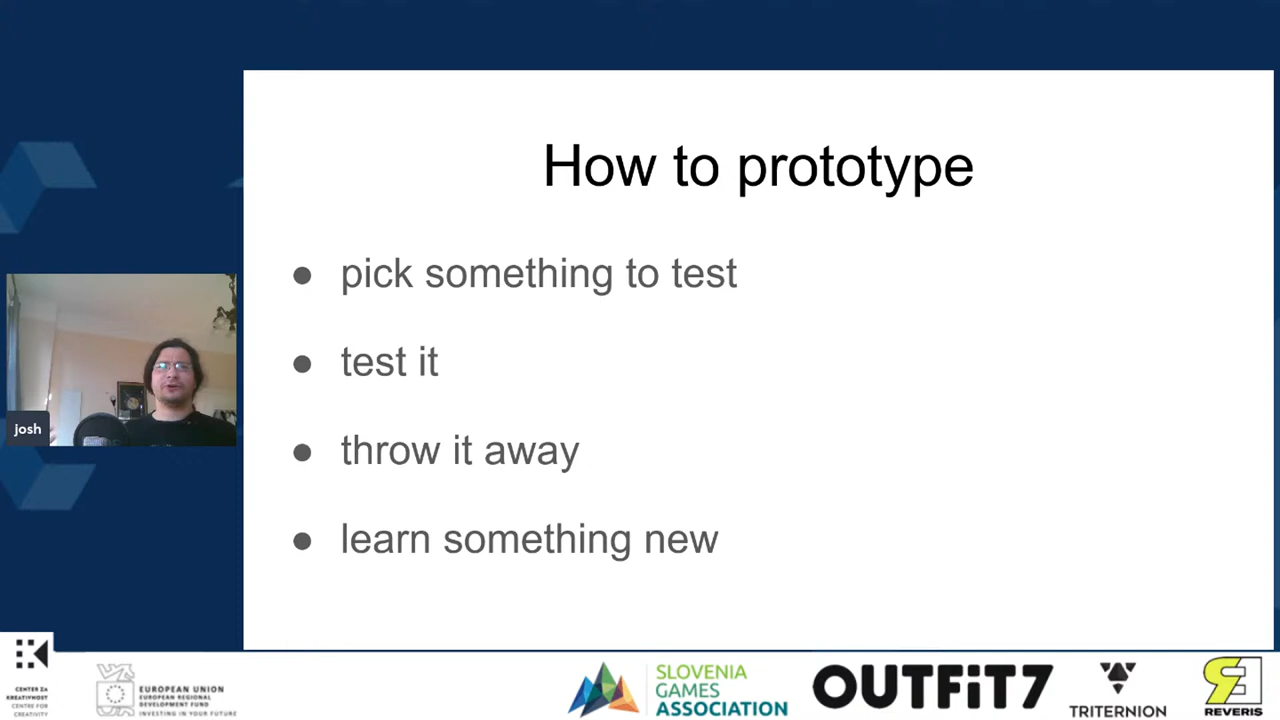 How to prototype
● pick something to test
● test it
● throw it away
● learn something new
josh
CENTER ZA
KREATIVNOST
CENTRE FOR
CREATIVITY
EUROPEAN UNION
EUROPEAN REGIONAL
DEVELOPMENT FUND
INVESTING IN YOUR FUTURE
SLOVENIA
GAMES
ASSOCIATION
OUTFiT7
TRITERNION
REVERIS